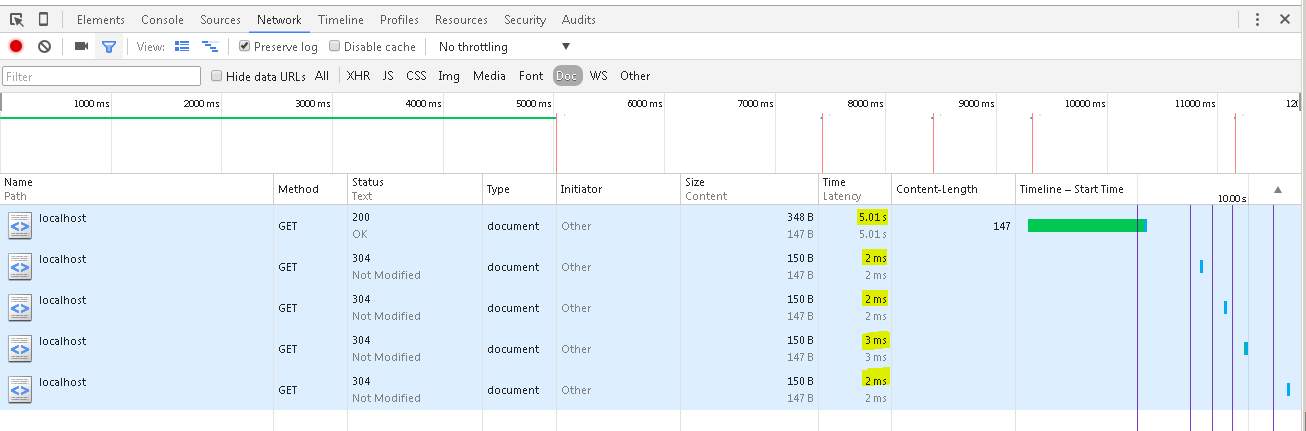 Elements Console Sources Network Timeline Profiles Resources Security Audits
View: Preserve log Disable cache No throttling
Filter Hide data URLs All XHR JS CSS Img Media Font Doc WS Other
1000 ms 2000 ms 3000 ms 4000 ms 5000 ms 6000 ms 7000 ms 8000 ms 9000 ms 10000 ms 11000 ms 120
Name Method Status Type Initiator Size Time Content-Length Timeline – Start Time
Path Text Content Latency 10.00 s
localhost GET 200 document Other 348 B 5.01 s 147
OK 147 B 5.01 s
localhost GET 304 document Other 150 B 2 ms
Not Modified 147 B 2 ms
localhost GET 304 document Other 150 B 2 ms
Not Modified 147 B 2 ms
localhost GET 304 document Other 150 B 3 ms
Not Modified 147 B 3 ms
localhost GET 304 document Other 150 B 2 ms
Not Modified 147 B 2 ms